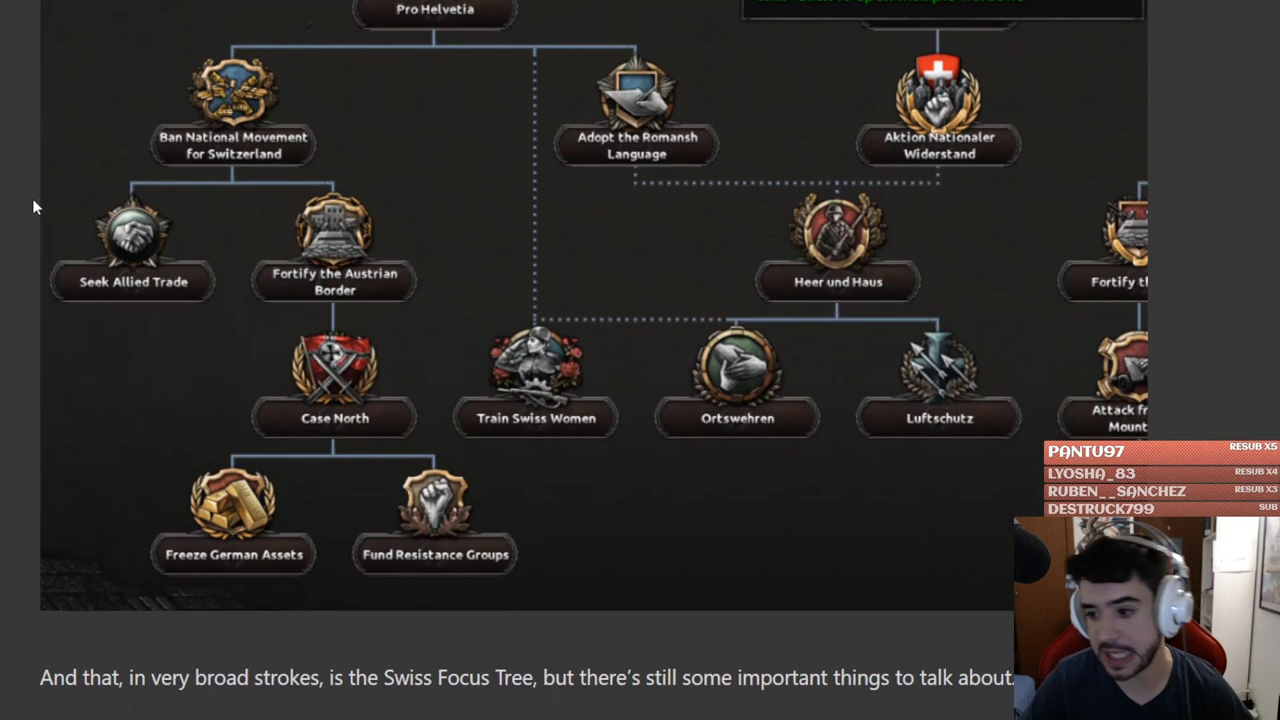 Pro Helvetia
Ban National Movement
for Switzerland
Adopt the Romansh
Language
Aktion Nationaler
Widerstand
Seek Allied Trade
Fortify the Austrian
Border
Heer und Haus
Fortify th
Case North
Train Swiss Women
Ortswehren
Luftschutz
Attack fr
Mount
Freeze German Assets
Fund Resistance Groups
PANTU97 RESUB X5
LYOSHA_83 RESUB X4
RUBEN__SANCHEZ RESUB X3
DESTRUCK799 SUB
And that, in very broad strokes, is the Swiss Focus Tree, but there's still some important things to talk about.